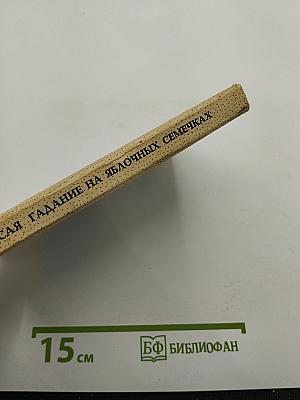 САЯ ГАДАНИЕ НА ЯБЛОЧНЫХ СЕМЕЧКАХ
15 см
БФ БИБЛИОФАН